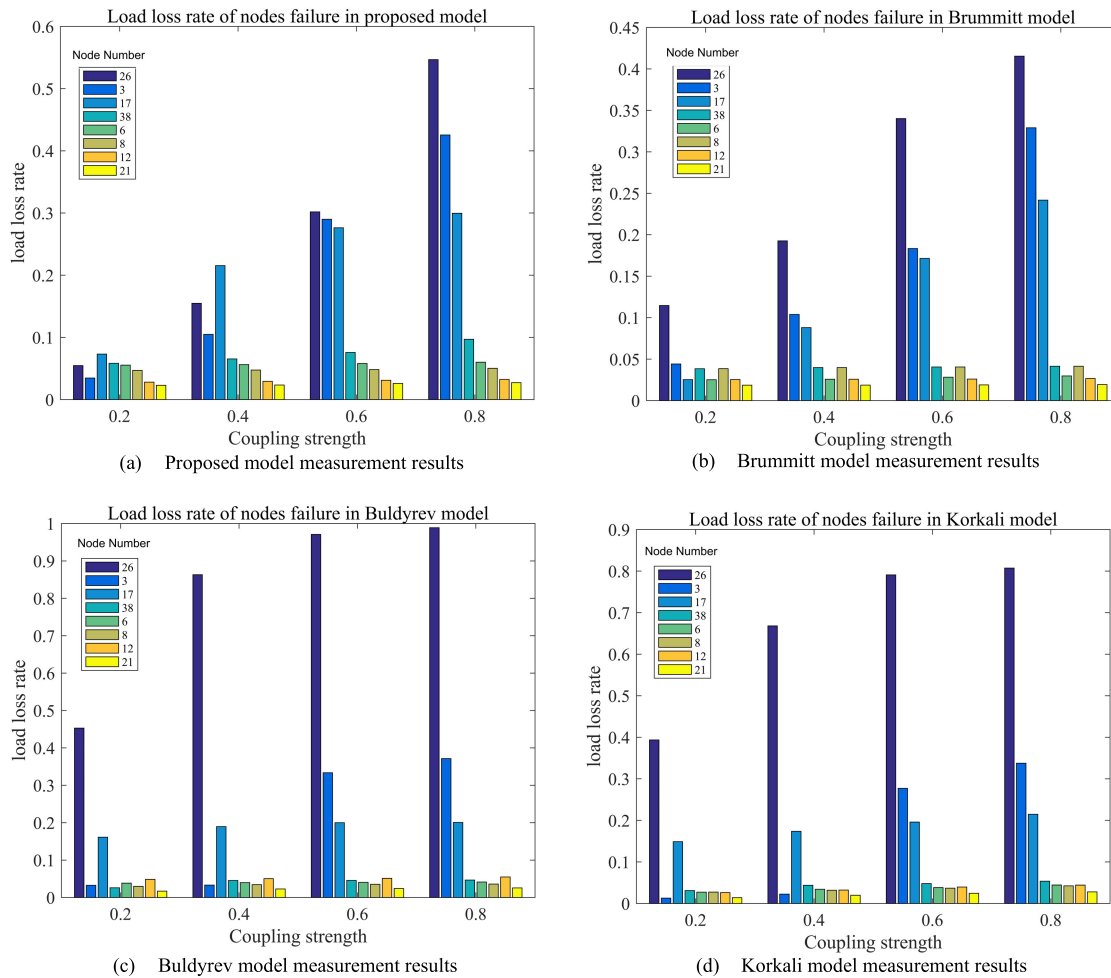 Load loss rate of nodes failure in proposed model
0.6
0.5
0.4
0.3
0.2
0.1
0
load loss rate
Node Number
26
3
17
38
6
8
12
21
0.2 0.4 0.6 0.8
Coupling strength
(a) Proposed model measurement results
Load loss rate of nodes failure in Brummitt model
0.45
0.4
0.35
0.3
0.25
0.2
0.15
0.1
0.05
0
load loss rate
Node Number
26
3
17
38
6
8
12
21
0.2 0.4 0.6 0.8
Coupling strength
(b) Brummitt model measurement results
Load loss rate of nodes failure in Buldyrev model
1
0.9
0.8
0.7
0.6
0.5
0.4
0.3
0.2
0.1
0
load loss rate
Node Number
26
3
17
38
6
8
12
21
0.2 0.4 0.6 0.8
Coupling strength
(c) Buldyrev model measurement results
Load loss rate of nodes failure in Korkali model
0.9
0.8
0.7
0.6
0.5
0.4
0.3
0.2
0.1
0
load loss rate
Node Number
26
3
17
38
6
8
12
21
0.2 0.4 0.6 0.8
Coupling strength
(d) Korkali model measurement results